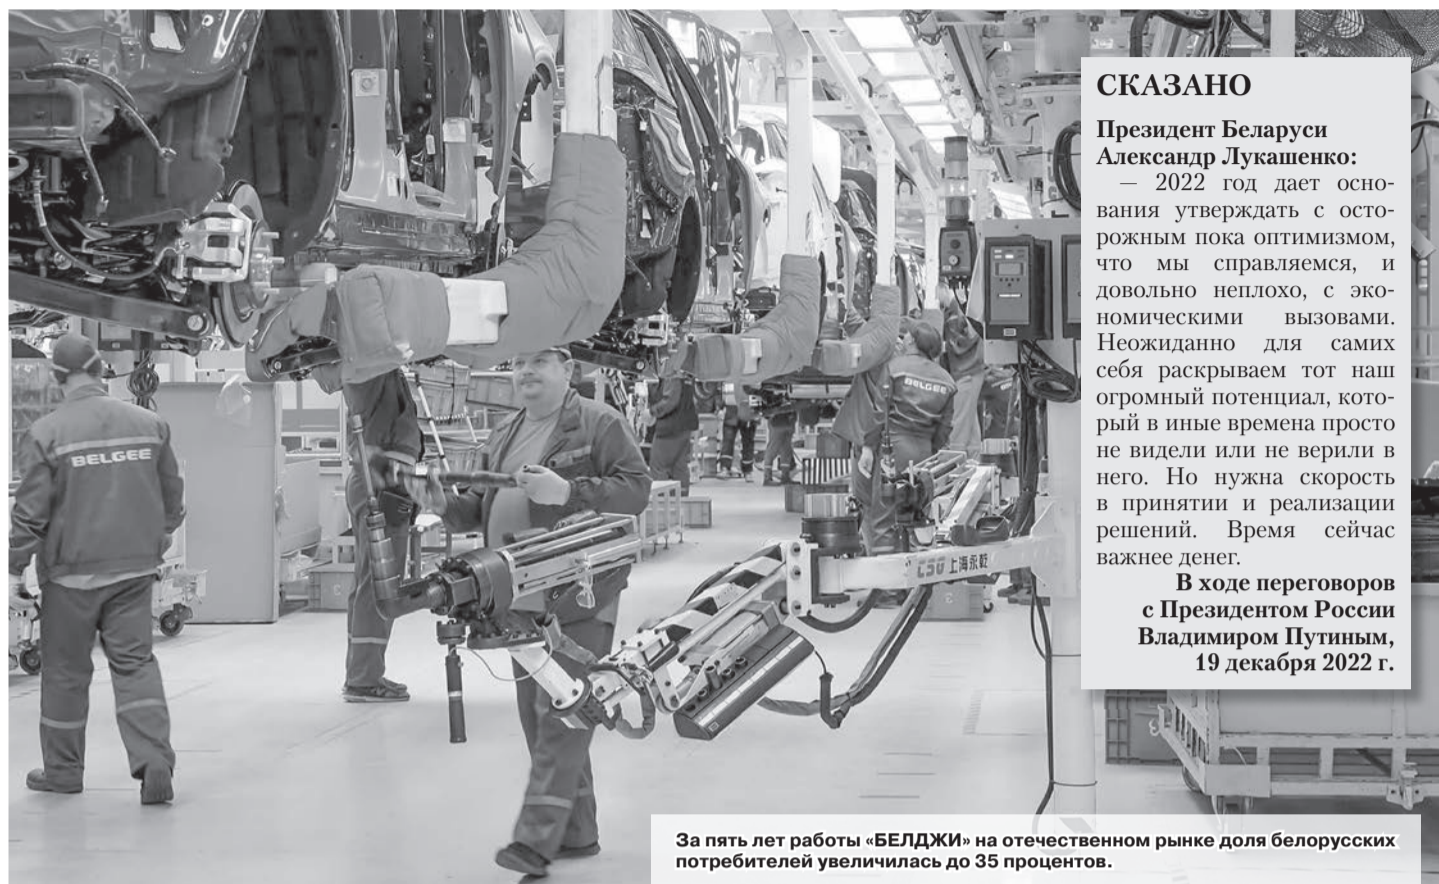 СКАЗАНО
Президент Беларуси
Александр Лукашенко:
— 2022 год дает осно-
вания утверждать с осто-
рожным пока оптимизмом,
что мы справляемся, и
довольно неплохо, с эко-
номическими вызовами.
Неожиданно для самих
себя раскрываем тот наш
огромный потенциал, кото-
рый в иные времена просто
не видели или не верили в
него. Но нужна скорость
в принятии и реализации
решений. Время сейчас
важнее денег.
В ходе переговоров
с Президентом России
Владимиром Путиным,
19 декабря 2022 г.
BELGEE
BELGEE
CSG 上海永乾
За пять лет работы «БЕЛДЖИ» на отечественном рынке доля белорусских
потребителей увеличилась до 35 процентов.